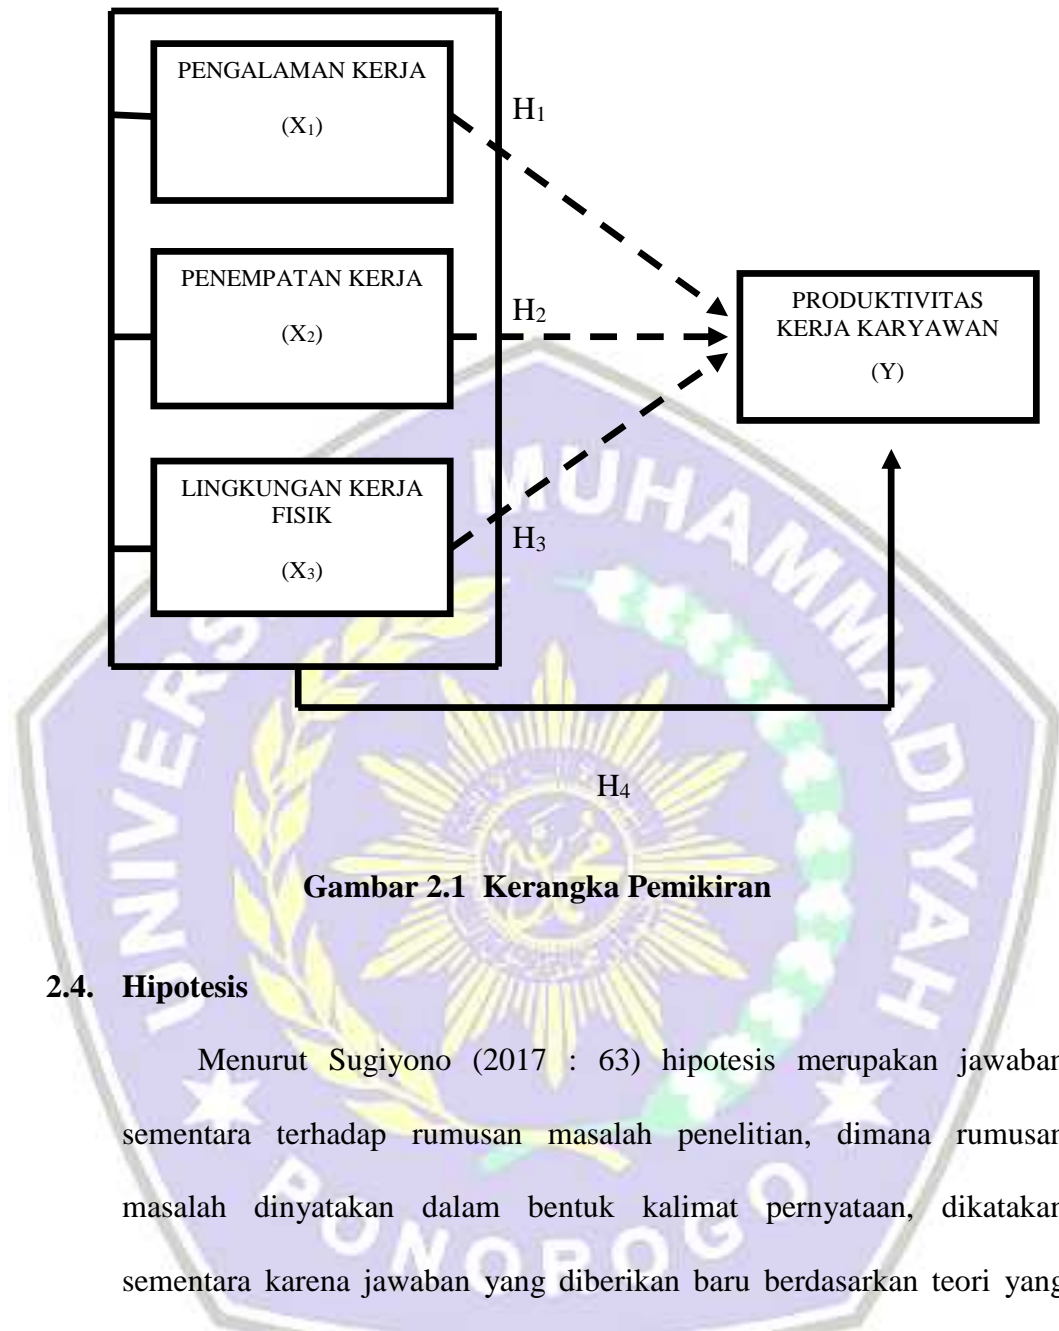 PENGALAMAN KERJA
(X1)
H1
PENEMPATAN KERJA
(X2)
H2
PRODUKTIVITAS
KERJA KARYAWAN
(Y)
LINGKUNGAN KERJA
FISIK
(X3)
H3
H4
Gambar 2.1 Kerangka Pemikiran
2.4. Hipotesis
Menurut Sugiyono (2017 : 63) hipotesis merupakan jawaban
sementara terhadap rumusan masalah penelitian, dimana rumusan
masalah dinyatakan dalam bentuk kalimat pernyataan, dikatakan
sementara karena jawaban yang diberikan baru berdasarkan teori yang
MUHAMMADIYAH
PONOROGO